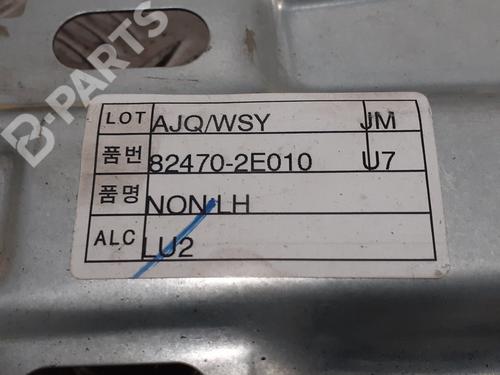 B-PARTS
LOT AJQ/WSY JM
품번 82470-2E010 U7
품명 NON LH
ALC LU2